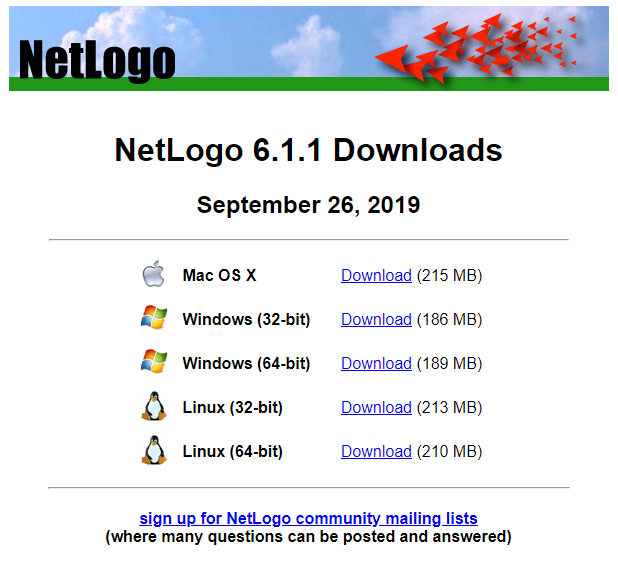 NetLogo
NetLogo 6.1.1 Downloads
September 26, 2019
Mac OS X Download (215 MB)
Windows (32-bit) Download (186 MB)
Windows (64-bit) Download (189 MB)
Linux (32-bit) Download (213 MB)
Linux (64-bit) Download (210 MB)
sign up for NetLogo community mailing lists
(where many questions can be posted and answered)